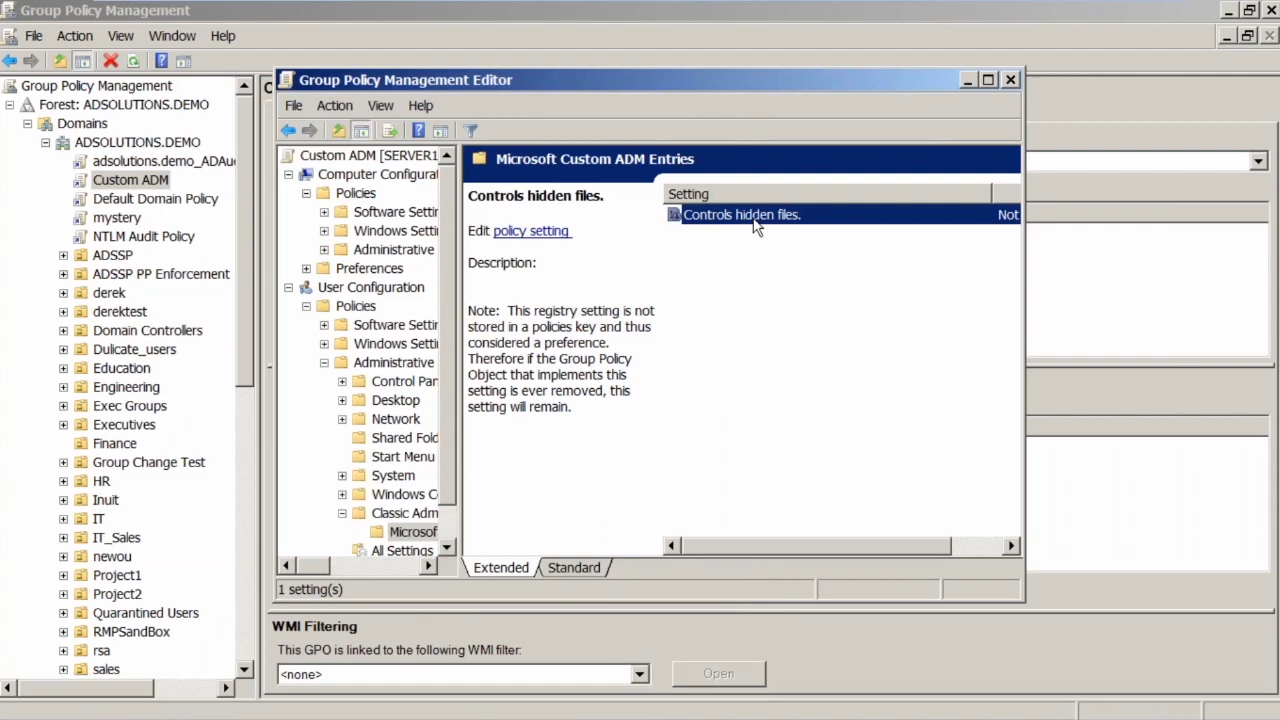 Group Policy Management
File Action View Window Help
Group Policy Management
Forest: ADSOLUTIONS.DEMO
Domains
ADSOLUTIONS.DEMO
adsolutions.demo_ADAu
Custom ADM
Default Domain Policy
mystery
NTLM Audit Policy
ADSSP
ADSSP PP Enforcement
derek
derektest
Domain Controllers
Dulicate_users
Education
Engineering
Exec Groups
Executives
Finance
Group Change Test
HR
Inuit
IT
IT_Sales
newou
Project1
Project2
Quarantined Users
RMPSandBox
rsa
sales
Group Policy Management Editor
File Action View Help
Custom ADM [SERVER1
Computer Configurat
Policies
Software Settin
Windows Settin
Administrative
Preferences
User Configuration
Policies
Software Settin
Windows Settin
Administrative
Control Pan
Desktop
Network
Shared Fold
Start Menu
System
Windows C
Classic Adm
Microsof
All Settings
Microsoft Custom ADM Entries
Controls hidden files.
Edit policy setting
Description:
Note: This registry setting is not
stored in a policies key and thus
considered a preference.
Therefore if the Group Policy
Object that implements this
setting is ever removed, this
setting will remain.
Setting
Controls hidden files. Not
Extended Standard
1 setting(s)
WMI Filtering
This GPO is linked to the following WMI filter:
<none> Open